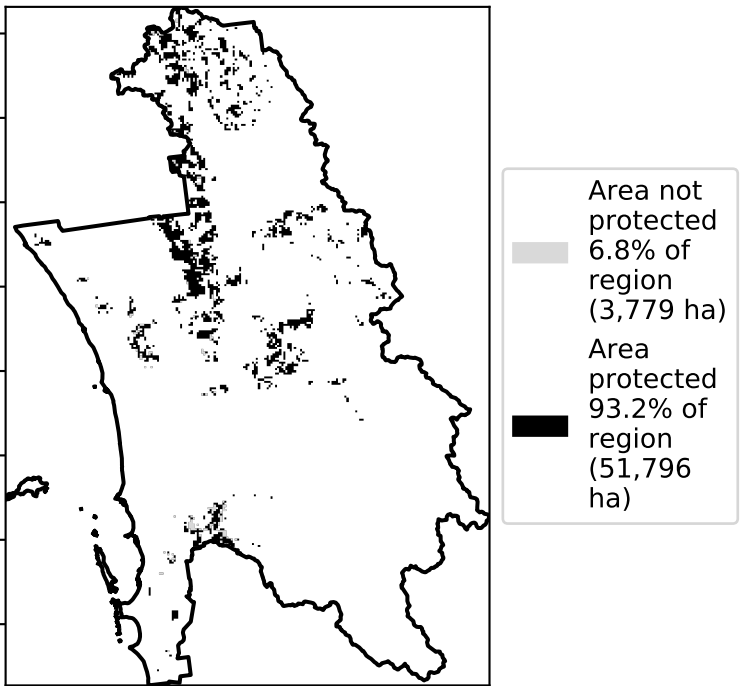 Area not
protected
6.8% of
region
(3,779 ha)
Area
protected
93.2% of
region
(51,796
ha)